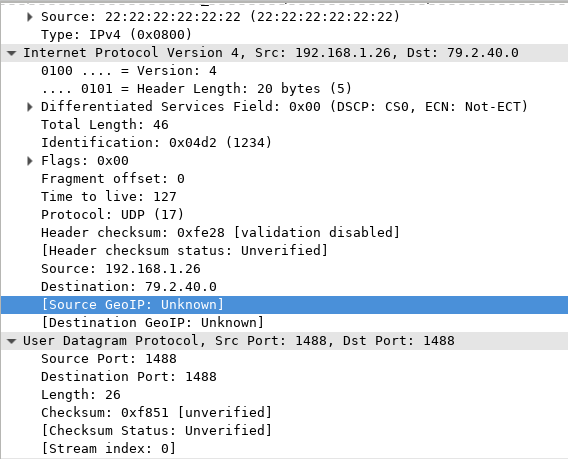 Source: 22:22:22:22:22:22 (22:22:22:22:22:22)
Type: IPv4 (0x0800)
Internet Protocol Version 4, Src: 192.168.1.26, Dst: 79.2.40.0
0100 .... = Version: 4
.... 0101 = Header Length: 20 bytes (5)
Differentiated Services Field: 0x00 (DSCP: CS0, ECN: Not-ECT)
Total Length: 46
Identification: 0x04d2 (1234)
Flags: 0x00
Fragment offset: 0
Time to live: 127
Protocol: UDP (17)
Header checksum: 0xfe28 [validation disabled]
[Header checksum status: Unverified]
Source: 192.168.1.26
Destination: 79.2.40.0
[Source GeoIP: Unknown]
[Destination GeoIP: Unknown]
User Datagram Protocol, Src Port: 1488, Dst Port: 1488
Source Port: 1488
Destination Port: 1488
Length: 26
Checksum: 0xf851 [unverified]
[Checksum Status: Unverified]
[Stream index: 0]